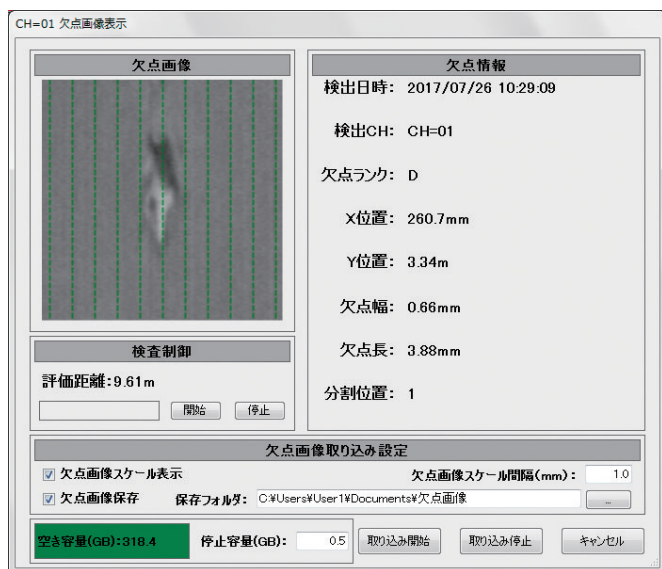 CH=01 欠点画像表示
欠点画像
欠点情報
検出日時: 2017/07/26 10:29:09
検出CH: CH=01
欠点ランク: D
X位置: 260.7mm
Y位置: 3.34m
欠点幅: 0.66mm
欠点長: 3.88mm
分割位置: 1
検査制御
評価距離:9.61m
開始 停止
欠点画像取り込み設定
欠点画像スケール表示 欠点画像スケール間隔(mm): 1.0
欠点画像保存 保存フォルダ: C:¥Users¥User1¥Documents¥欠点画像 ...
空き容量(GB):318.4 停止容量(GB): 0.5 取り込み開始 取り込み停止 キャンセル